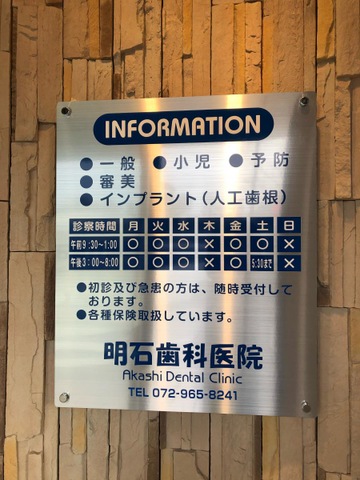 INFORMATION
●一般 ●小児 ●予防
●審美
●インプラント(人工歯根)
診察時間 月 火 水 木 金 土 日
午前9:30〜1:00 ○ ○ ○ × ○ ○ ×
午後3:00〜8:00 ○ ○ ○ × ○ 5:30まで ×
●初診及び急患の方は、随時受付して
おります。
●各種保険取扱しています。
明石歯科医院
Akashi Dental Clinic
TEL 072-965-8241